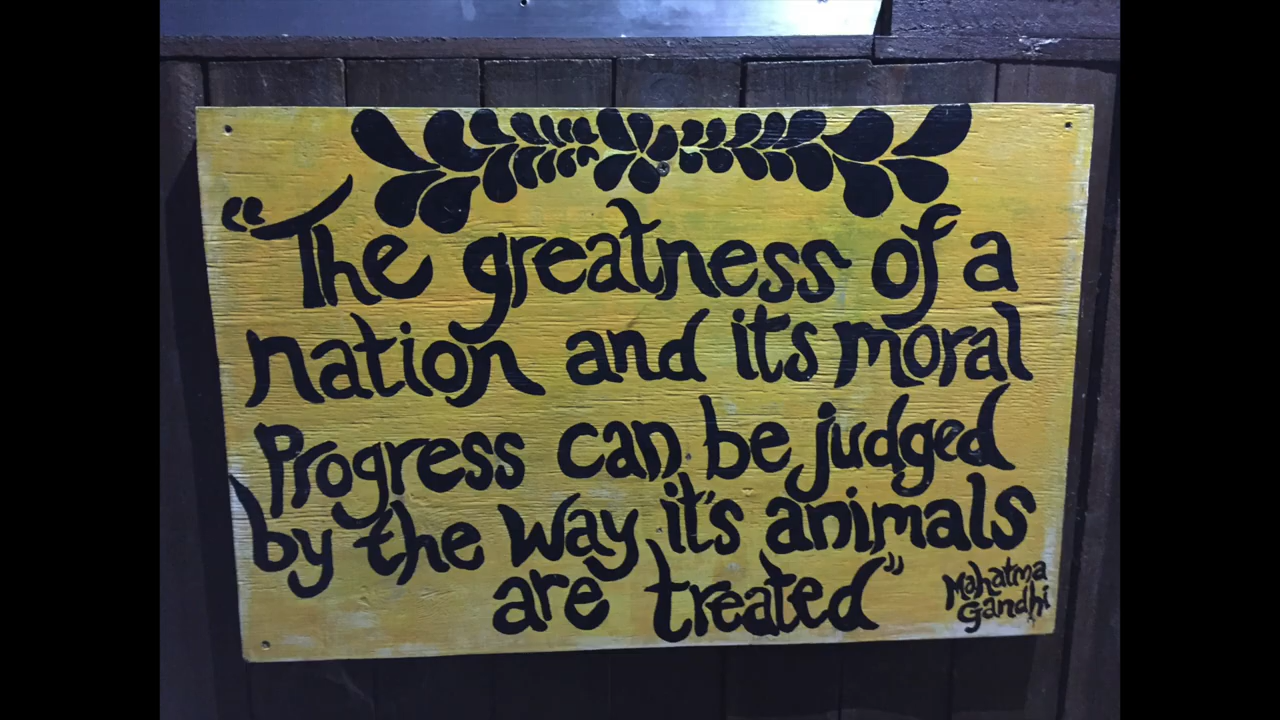 “The greatness of a
nation and its moral
Progress can be judged
by the way it's animals
are treated”
Mahatma
Gandhi